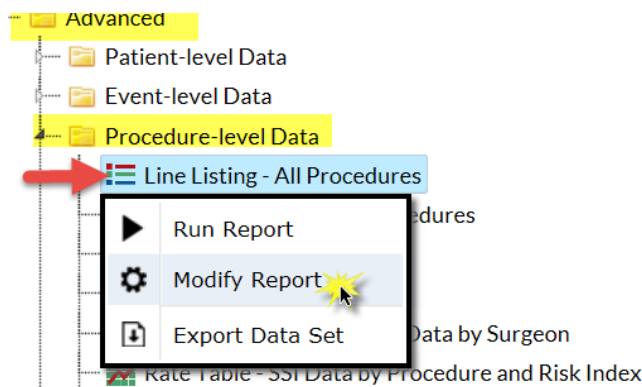 Advanced
Patient-level Data
Event-level Data
Procedure-level Data
Line Listing - All Procedures
Run Report
edures
Modify Report
Export Data Set
Data by Surgeon
Rate Table - SSI Data by Procedure and Risk Index